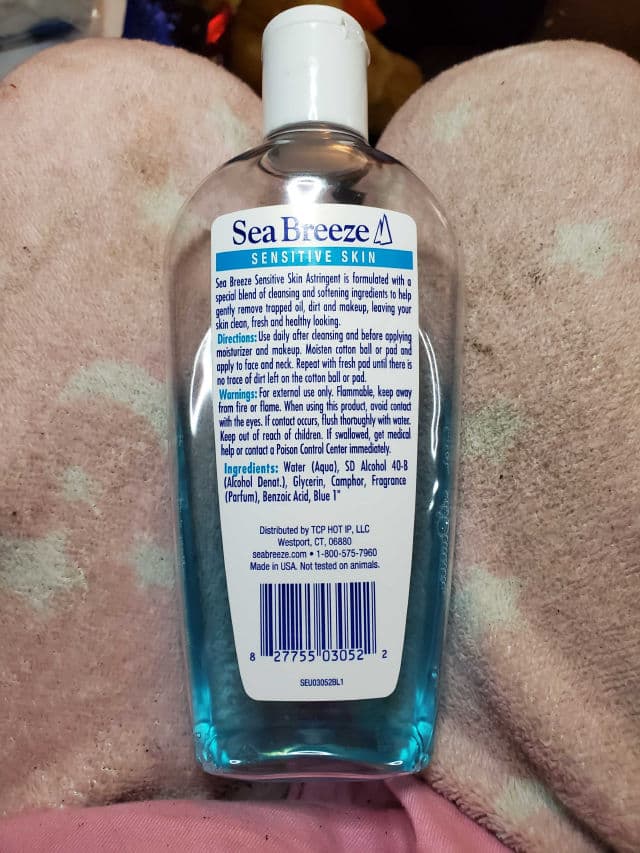 Sea Breeze
SENSITIVE SKIN
Sea Breeze Sensitive Skin Astringent is formulated with a
special blend of cleansing and softening ingredients to help
gently remove trapped oil, dirt and makeup, leaving your
skin clean, fresh and healthy looking.
Directions: Use daily after cleansing and before applying
moisturizer and makeup. Moisten cotton ball or pad and
apply to face and neck. Repeat with fresh pad until there is
no trace of dirt left on the cotton ball or pad.
Warnings: For external use only. Flammable, keep away
from fire or flame. When using this product, avoid contact
with the eyes. If contact occurs, flush thoroughly with water.
Keep out of reach of children. If swallowed, get medical
help or contact a Poison Control Center immediately.
Ingredients: Water (Aqua), SD Alcohol 40-B
(Alcohol Denat.), Glycerin, Camphor, Fragrance
(Parfum), Benzoic Acid, Blue 1"
Distributed by TCP HOT IP, LLC
Westport, CT, 06880
seabreeze.com • 1-800-575-7960
Made in USA. Not tested on animals.
8 27755 03052 2
SEU03052BL1